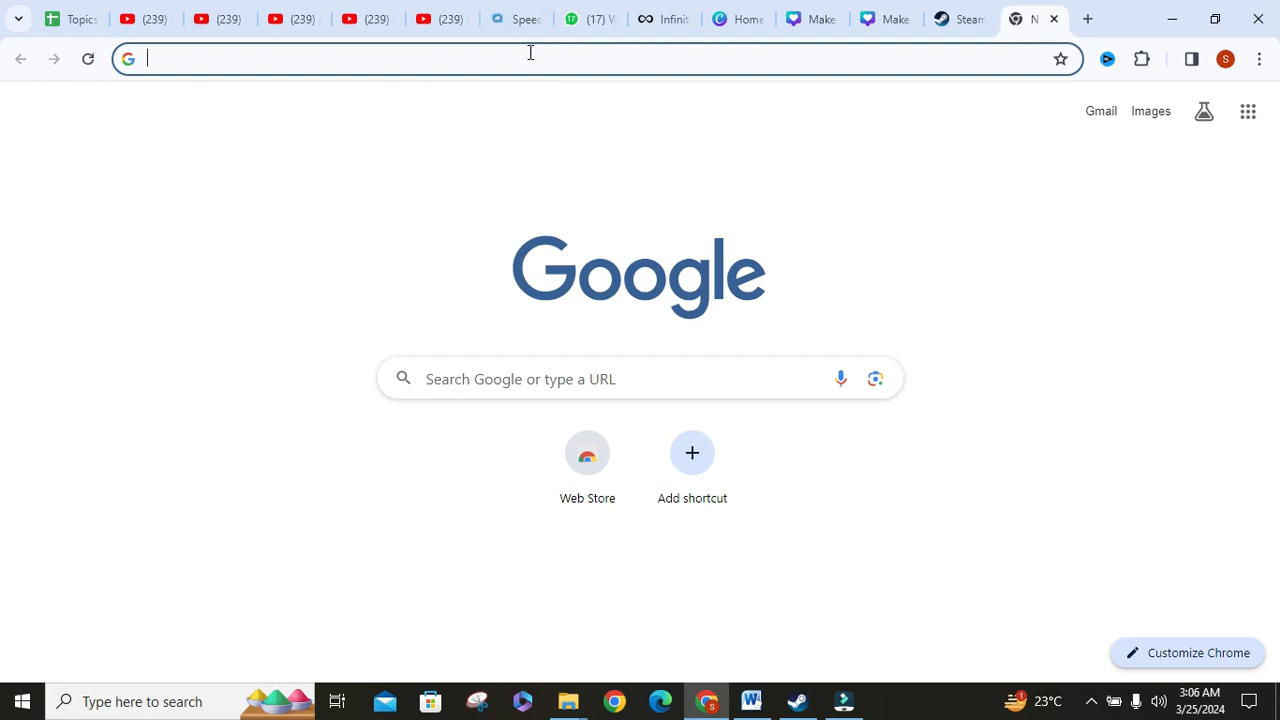 Topics (239) (239) (239) (239) (239) Speed (17) W Infinit Home Make Make Steam N
Gmail Images
Google
Search Google or type a URL
Web Store Add shortcut
Customize Chrome
Type here to search 23°C 3:06 AM
3/25/2024